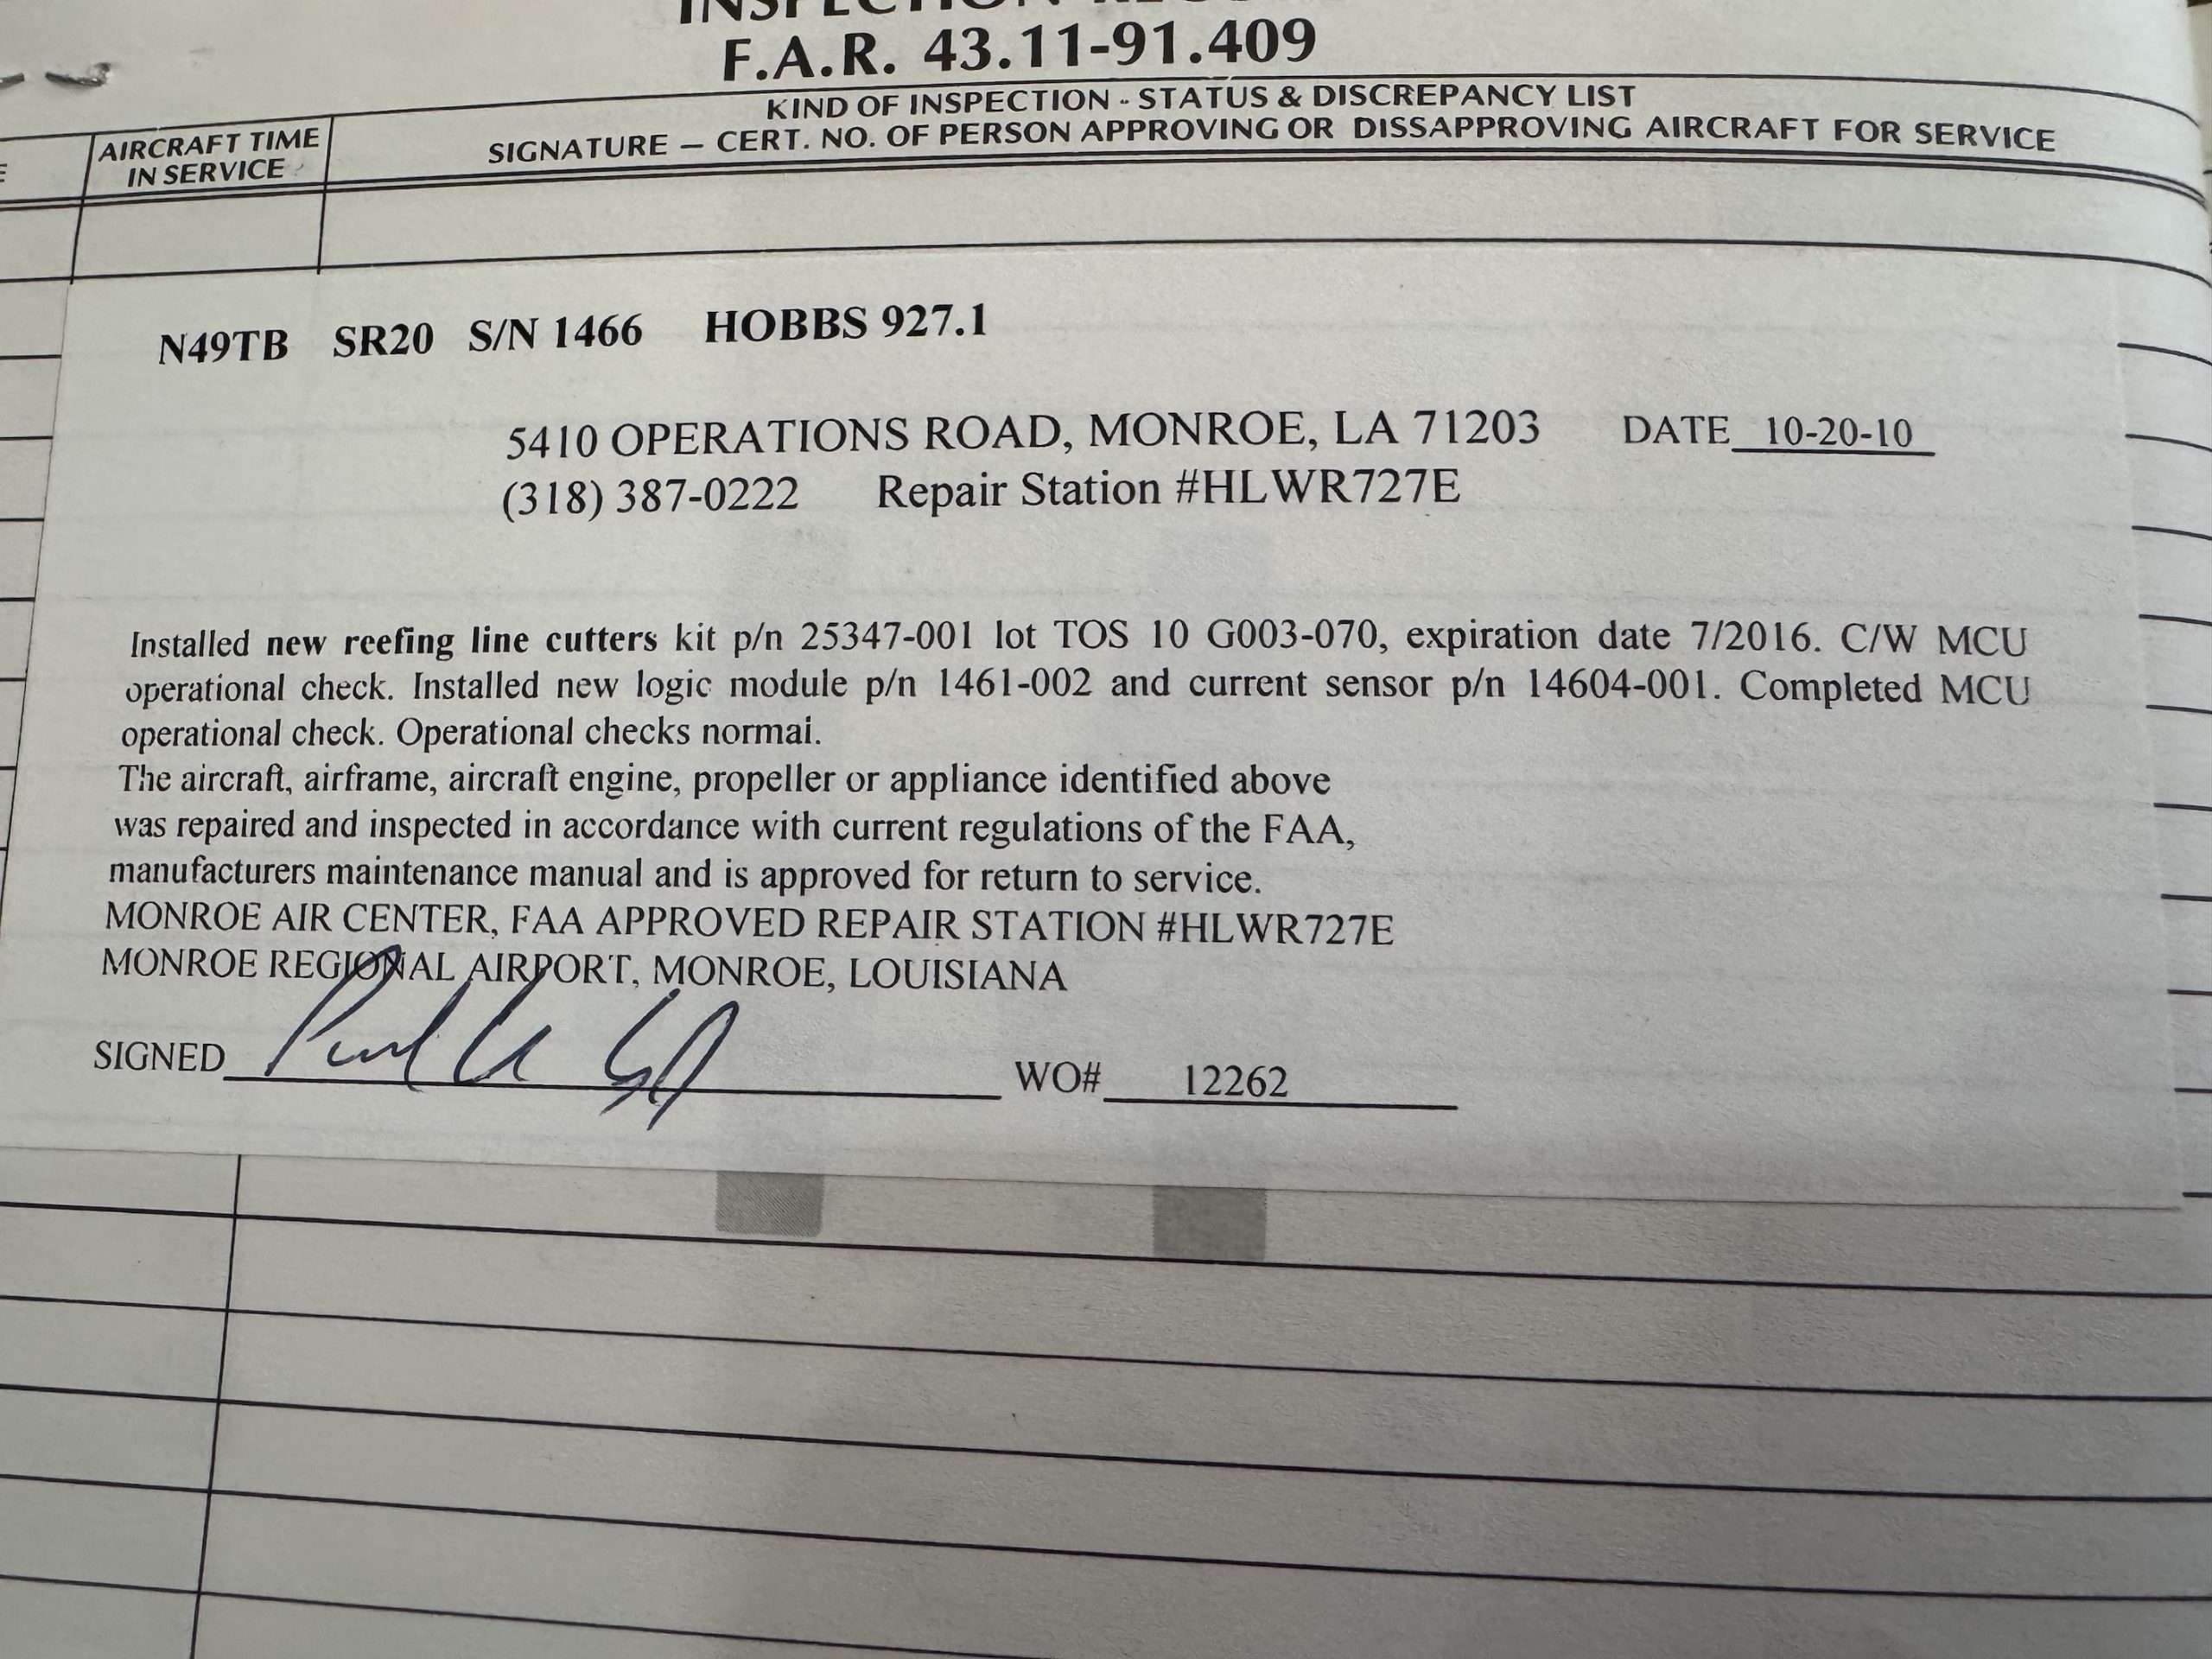 F.A.R. 43.11-91.409
KIND OF INSPECTION - STATUS & DISCREPANCY LIST
AIRCRAFT TIME
IN SERVICE
SIGNATURE — CERT. NO. OF PERSON APPROVING OR DISSAPPROVING AIRCRAFT FOR SERVICE
N49TB SR20 S/N 1466 HOBBS 927.1
5410 OPERATIONS ROAD, MONROE, LA 71203 DATE 10-20-10
(318) 387-0222 Repair Station #HLWR727E
Installed new reefing line cutters kit p/n 25347-001 lot TOS 10 G003-070, expiration date 7/2016. C/W MCU
operational check. Installed new logic module p/n 1461-002 and current sensor p/n 14604-001. Completed MCU
operational check. Operational checks normai.
The aircraft, airframe, aircraft engine, propeller or appliance identified above
was repaired and inspected in accordance with current regulations of the FAA,
manufacturers maintenance manual and is approved for return to service.
MONROE AIR CENTER, FAA APPROVED REPAIR STATION #HLWR727E
MONROE REGIONAL AIRPORT, MONROE, LOUISIANA
SIGNED WO# 12262